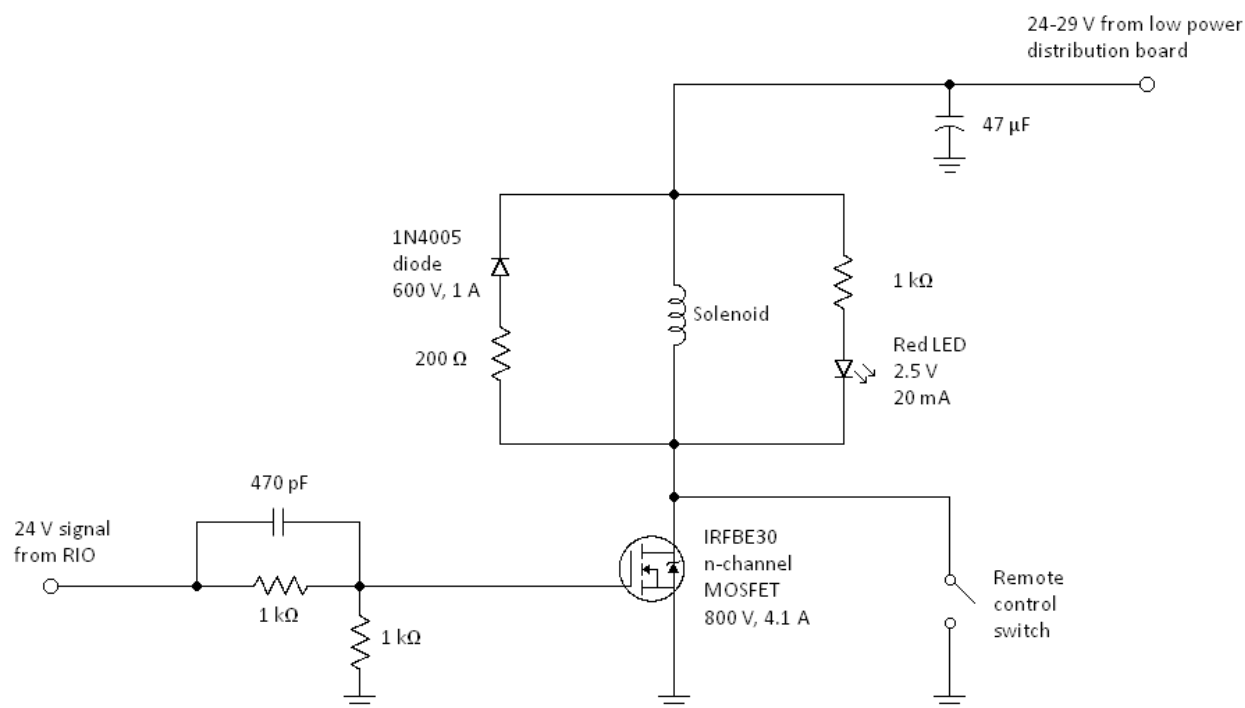 24-29 V from low power
distribution board
47 µF
1N4005
diode
600 V, 1 A
1 kΩ
Solenoid
200 Ω
Red LED
2.5 V
20 mA
470 pF
24 V signal
from RIO
1 kΩ
1 kΩ
IRFBE30
n-channel
MOSFET
800 V, 4.1 A
Remote
control
switch